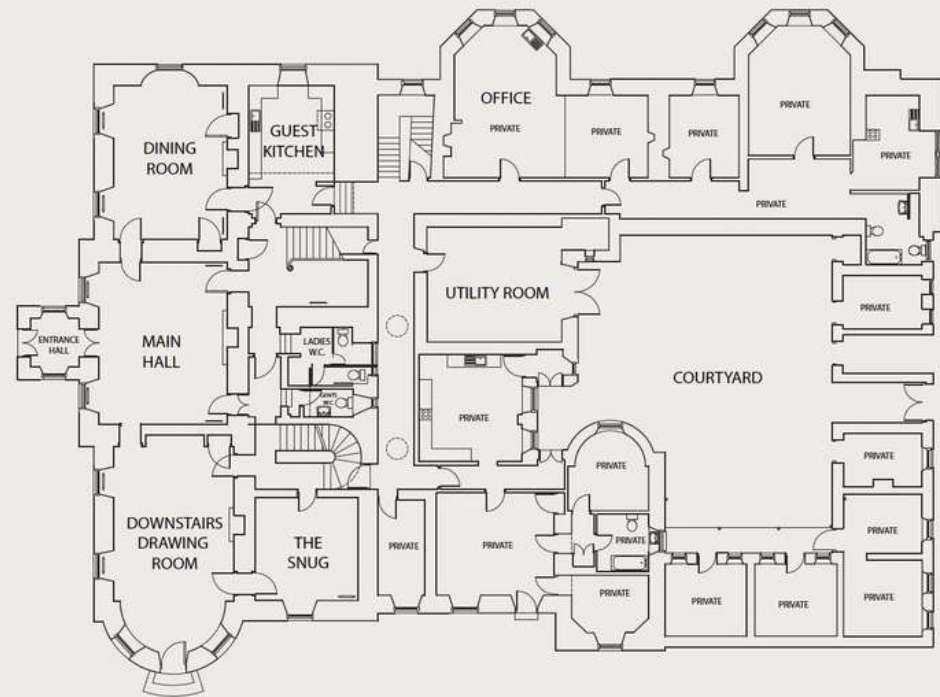 OFFICE
PRIVATE
PRIVATE
PRIVATE
PRIVATE
PRIVATE
DINING
ROOM
GUEST
KITCHEN
PRIVATE
UTILITY ROOM
PRIVATE
ENTRANCE
HALL
MAIN
HALL
LADIES
W.C.
GENTS
W.C.
PRIVATE
COURTYARD
PRIVATE
PRIVATE
DOWNSTAIRS
DRAWING
ROOM
THE
SNUG
PRIVATE
PRIVATE
PRIVATE
PRIVATE
PRIVATE
PRIVATE
PRIVATE
PRIVATE